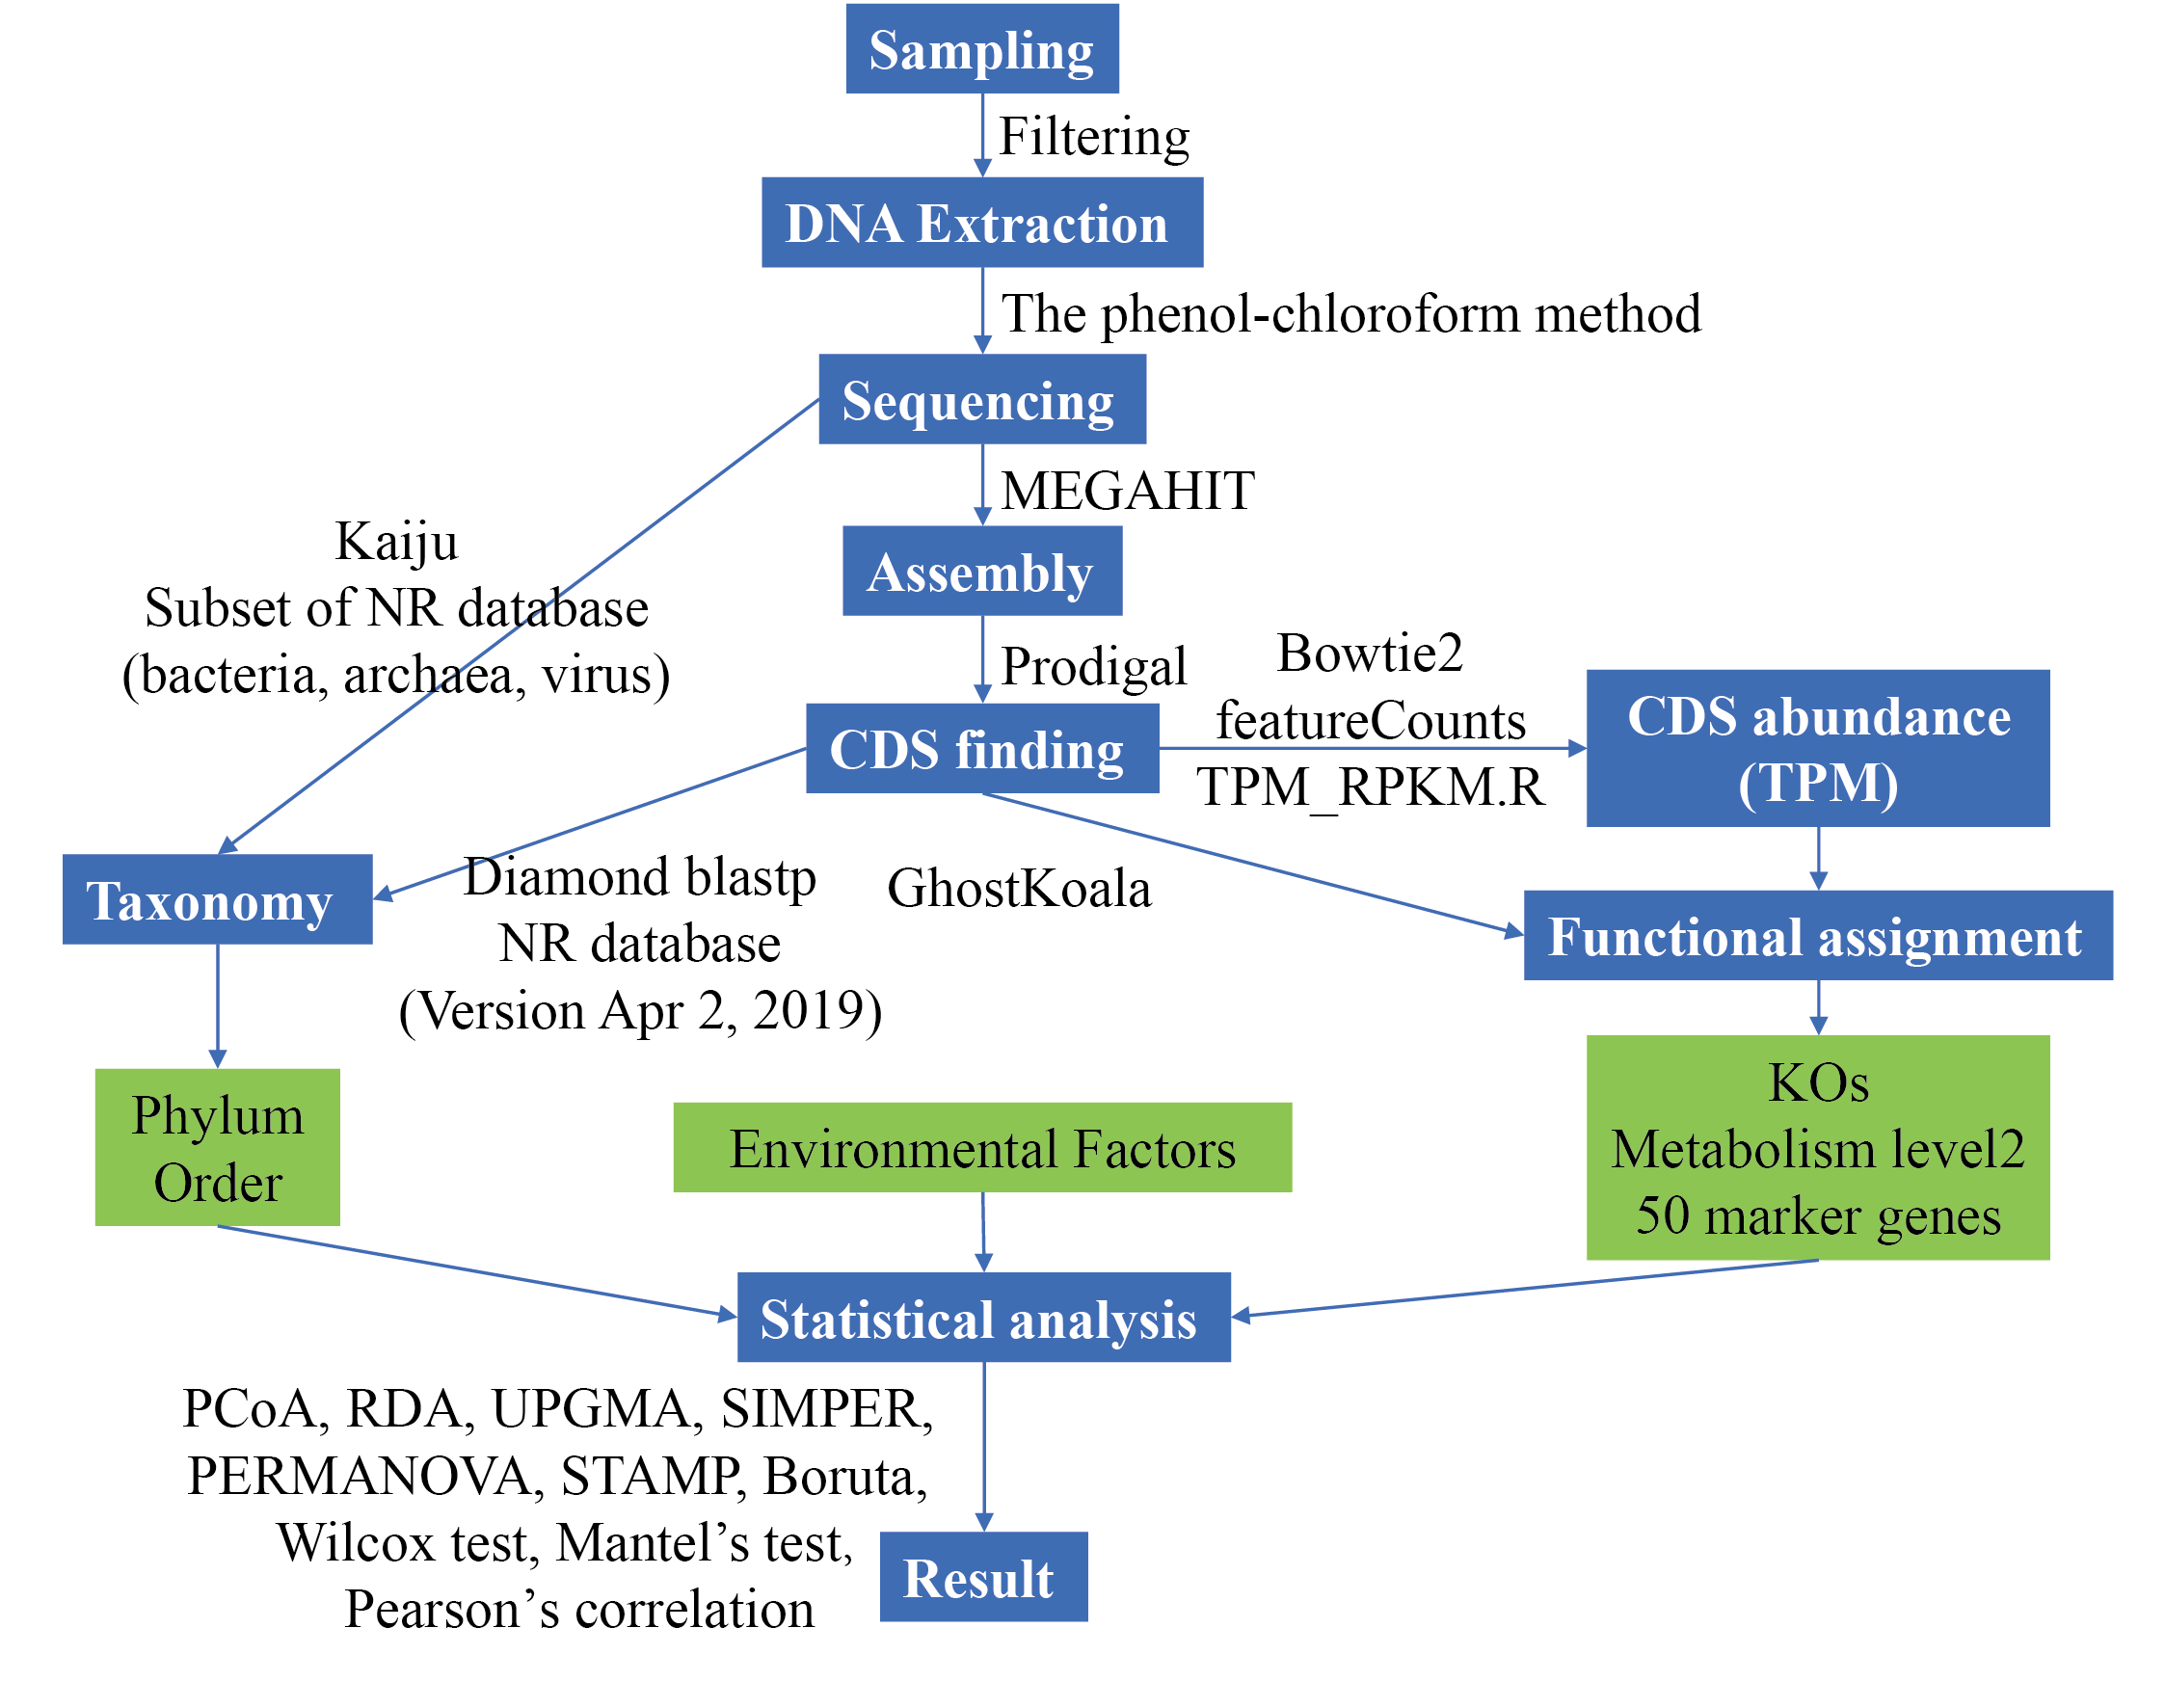 Sampling
Filtering
DNA Extraction
The phenol-chloroform method
Sequencing
MEGAHIT
Kaiju
Subset of NR database
(bacteria, archaea, virus)
Assembly
Prodigal
Bowtie2
featureCounts
TPM_RPKM.R
CDS finding
CDS abundance
(TPM)
Taxonomy
Diamond blastp
NR database
(Version Apr 2, 2019)
GhostKoala
Functional assignment
Phylum
Order
Environmental Factors
KOs
Metabolism level2
50 marker genes
Statistical analysis
PCoA, RDA, UPGMA, SIMPER,
PERMANOVA, STAMP, Boruta,
Wilcox test, Mantel’s test,
Pearson’s correlation
Result